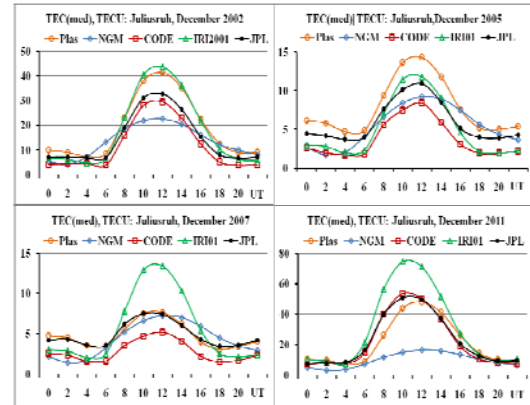 TEC(med), TECU: Juliusruh, December 2002
Plas NGM CODE IRI2001 JPL
50
40
30
20
10
0
0 2 4 6 8 10 12 14 16 18 20 UT
TEC(med)| TECU: Juliusruh,December 2005
Plas NGM CODE IRI01 JPL
15
10
5
0
0 2 4 6 8 10 12 14 16 18 20 UT
TEC(med), TECU: Juliusruh, December 2007
Plas NGM CODE IRI01 JPL
15
10
5
0
0 2 4 6 8 10 12 14 16 18 20 UT
TEC(med), TECU: Juliusruh, December 2011
Plas NGM CODE IRI01 JPL
80
60
40
20
0
0 2 4 6 8 10 12 14 16 18 20 UT